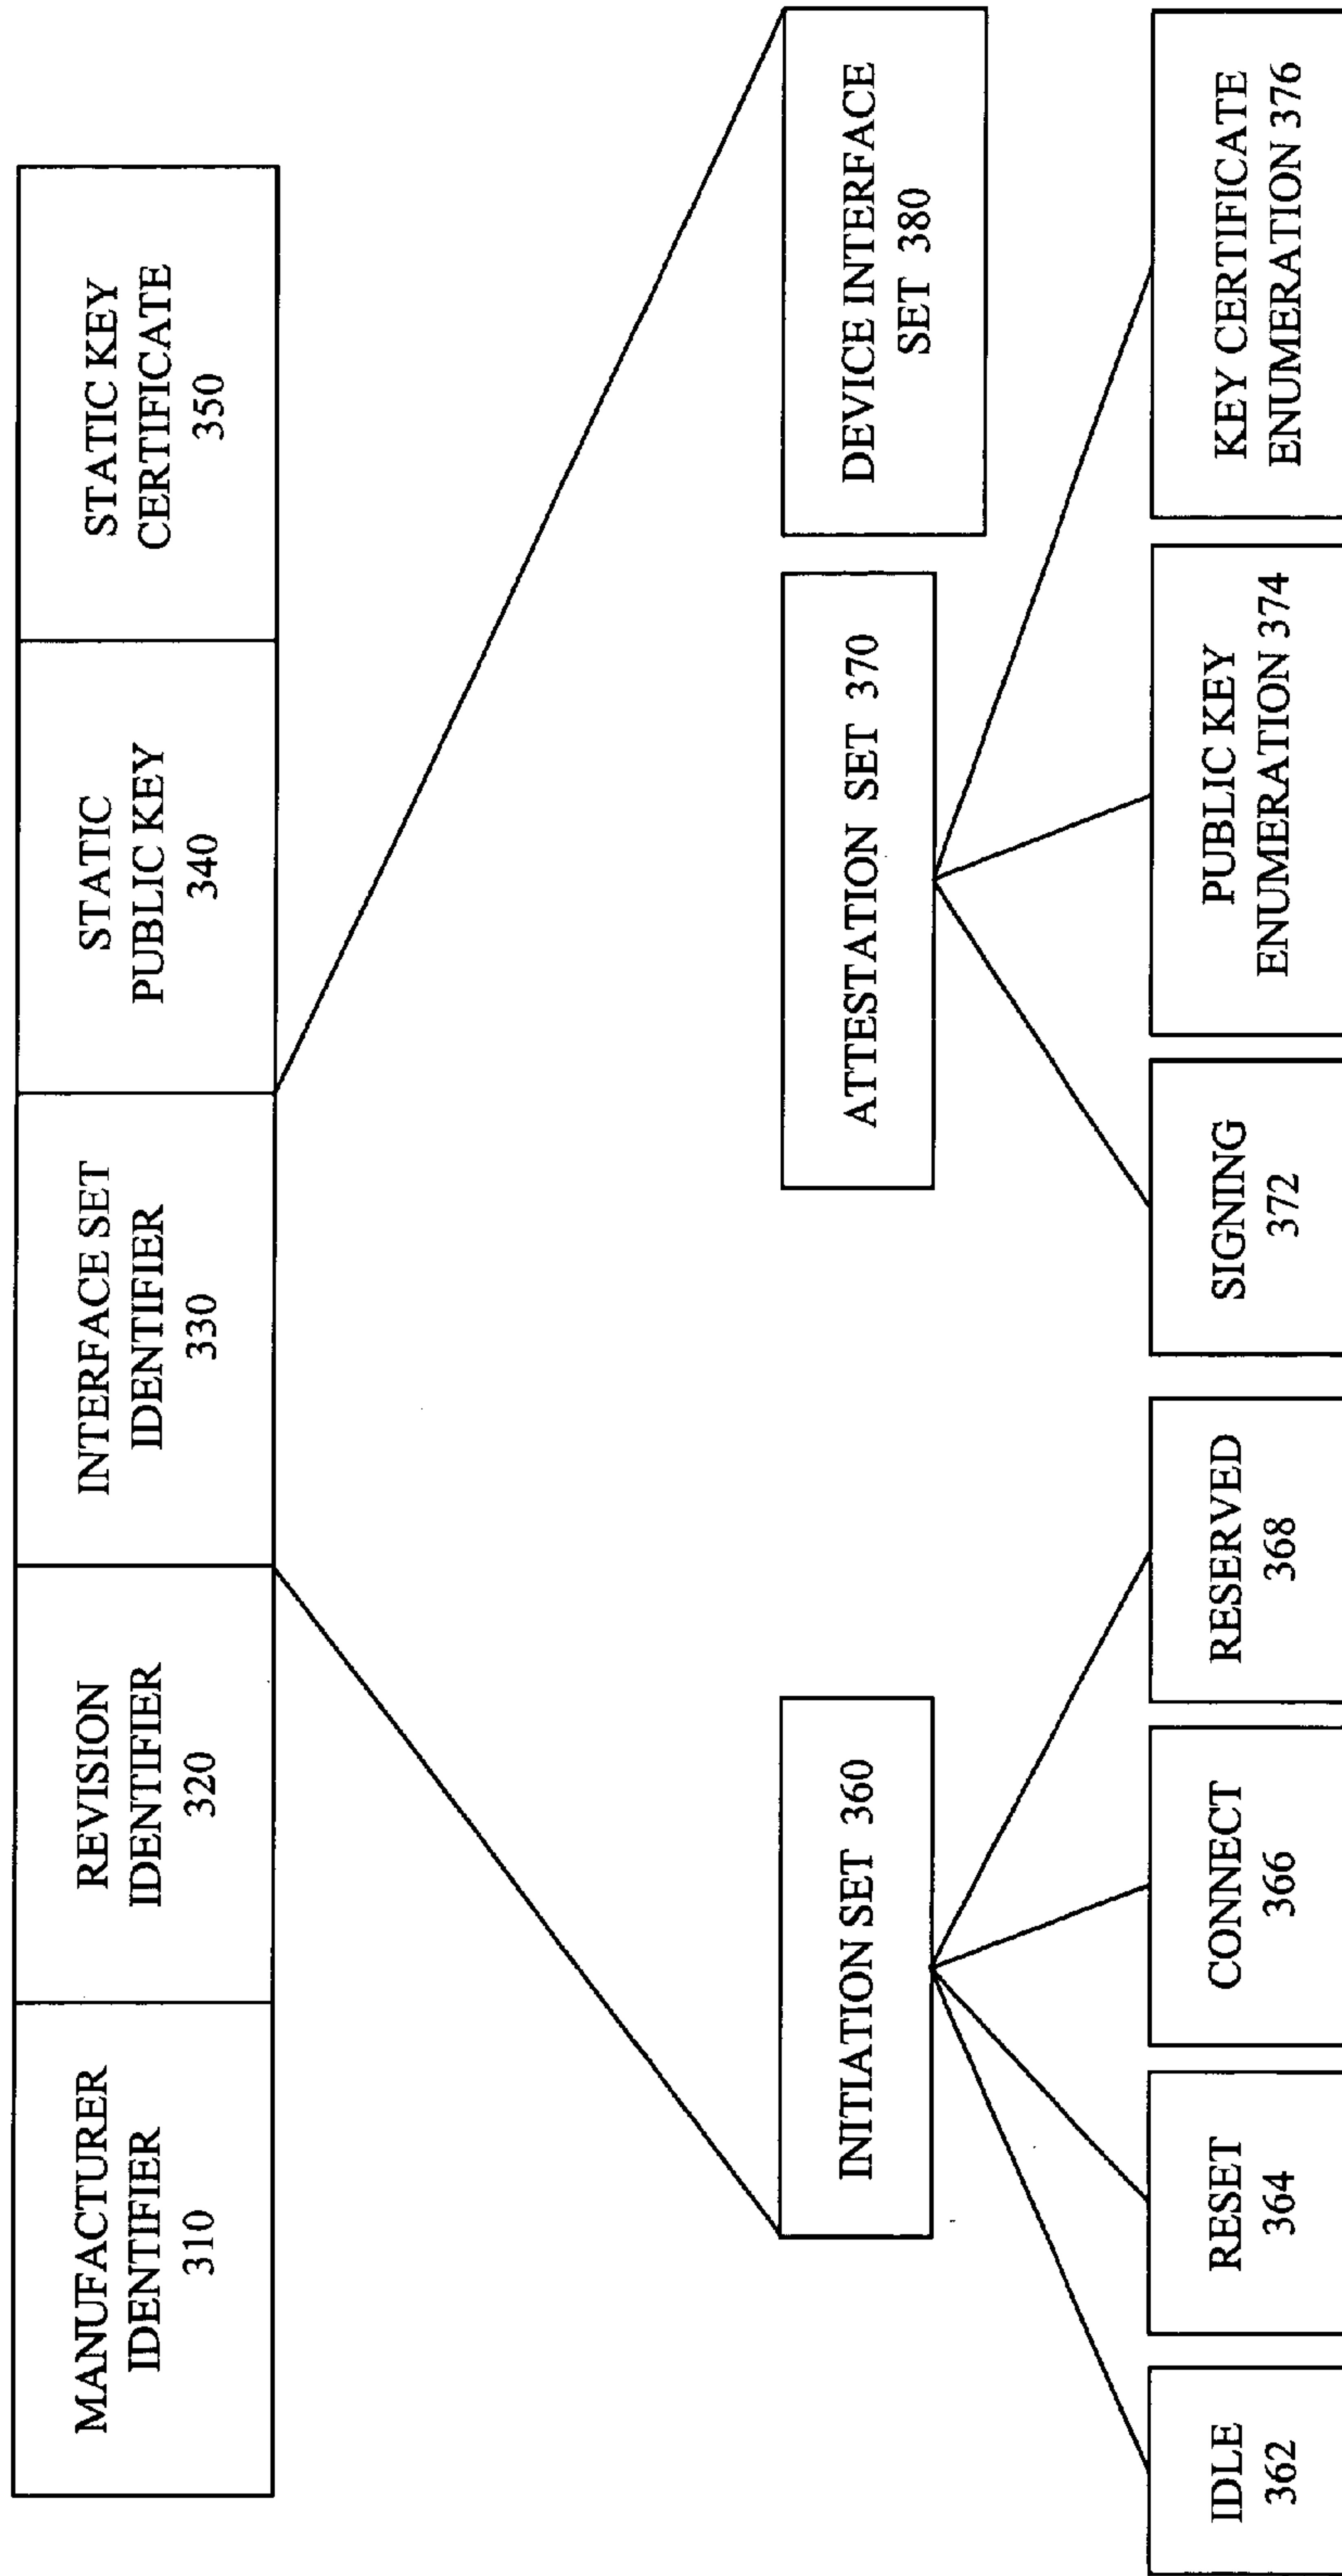 MANUFACTURER
IDENTIFIER
310
REVISION
IDENTIFIER
320
INTERFACE SET
IDENTIFIER
330
STATIC
PUBLIC KEY
340
STATIC KEY
CERTIFICATE
350
INITIATION SET 360
ATTESTATION SET 370
DEVICE INTERFACE
SET 380
IDLE
362
RESET
364
CONNECT
366
RESERVED
368
SIGNING
372
PUBLIC KEY
ENUMERATION 374
KEY CERTIFICATE
ENUMERATION 376